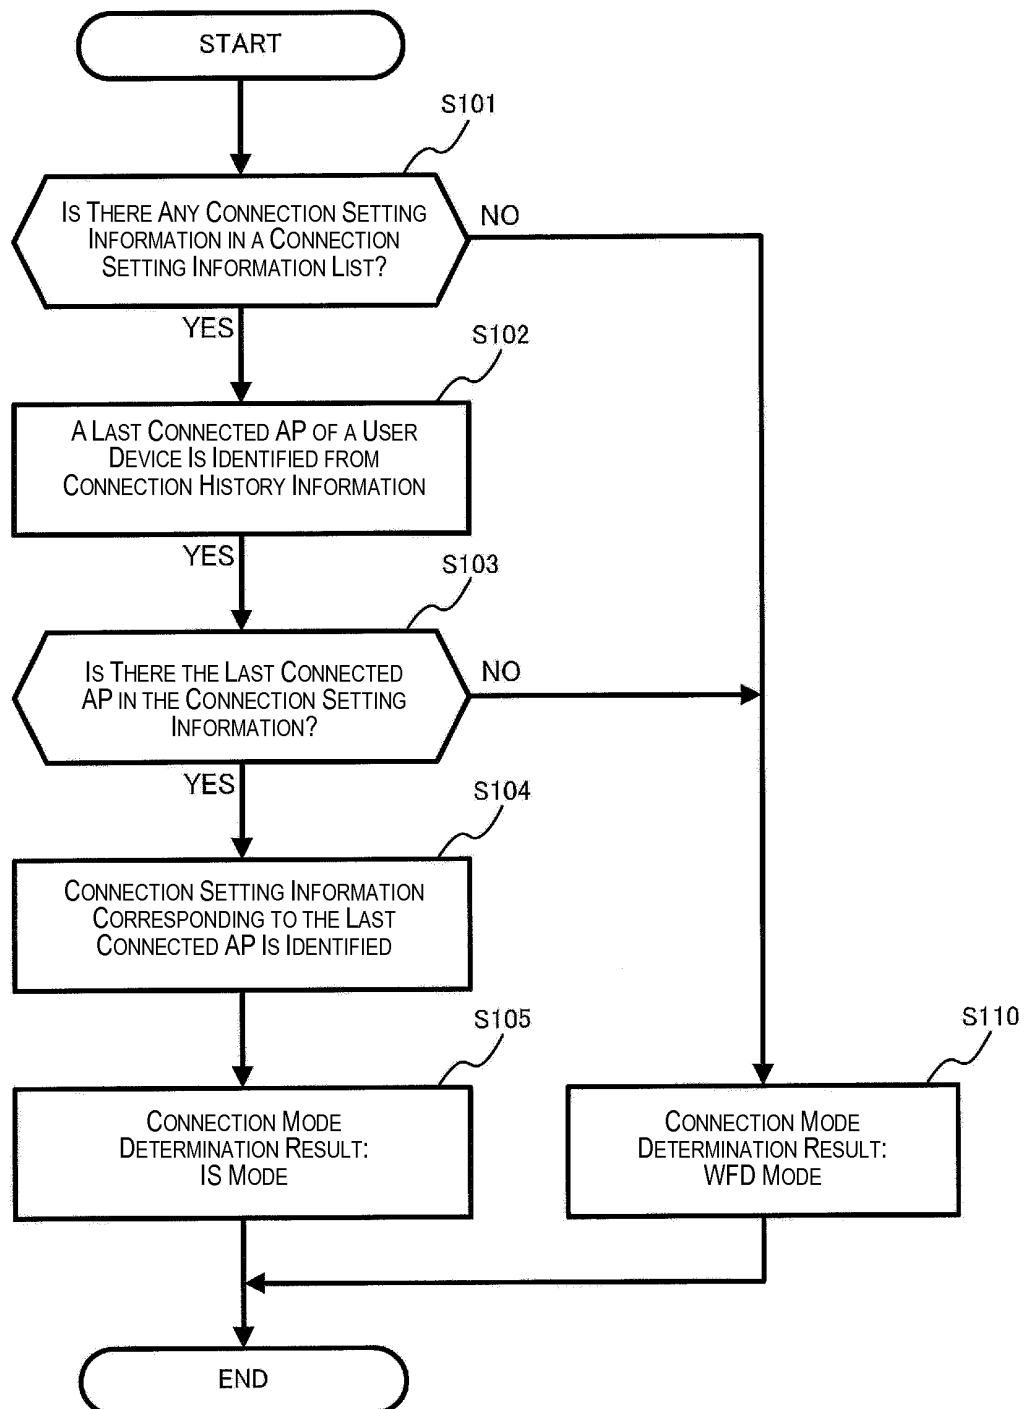 START
S101
IS THERE ANY CONNECTION SETTING
INFORMATION IN A CONNECTION
SETTING INFORMATION LIST?
NO
YES
S102
A LAST CONNECTED AP OF A USER
DEVICE IS IDENTIFIED FROM
CONNECTION HISTORY INFORMATION
YES
S103
IS THERE THE LAST CONNECTED
AP IN THE CONNECTION SETTING
INFORMATION?
NO
YES
S104
CONNECTION SETTING INFORMATION
CORRESPONDING TO THE LAST
CONNECTED AP IS IDENTIFIED
S105
CONNECTION MODE
DETERMINATION RESULT:
IS MODE
S110
CONNECTION MODE
DETERMINATION RESULT:
WFD MODE
END